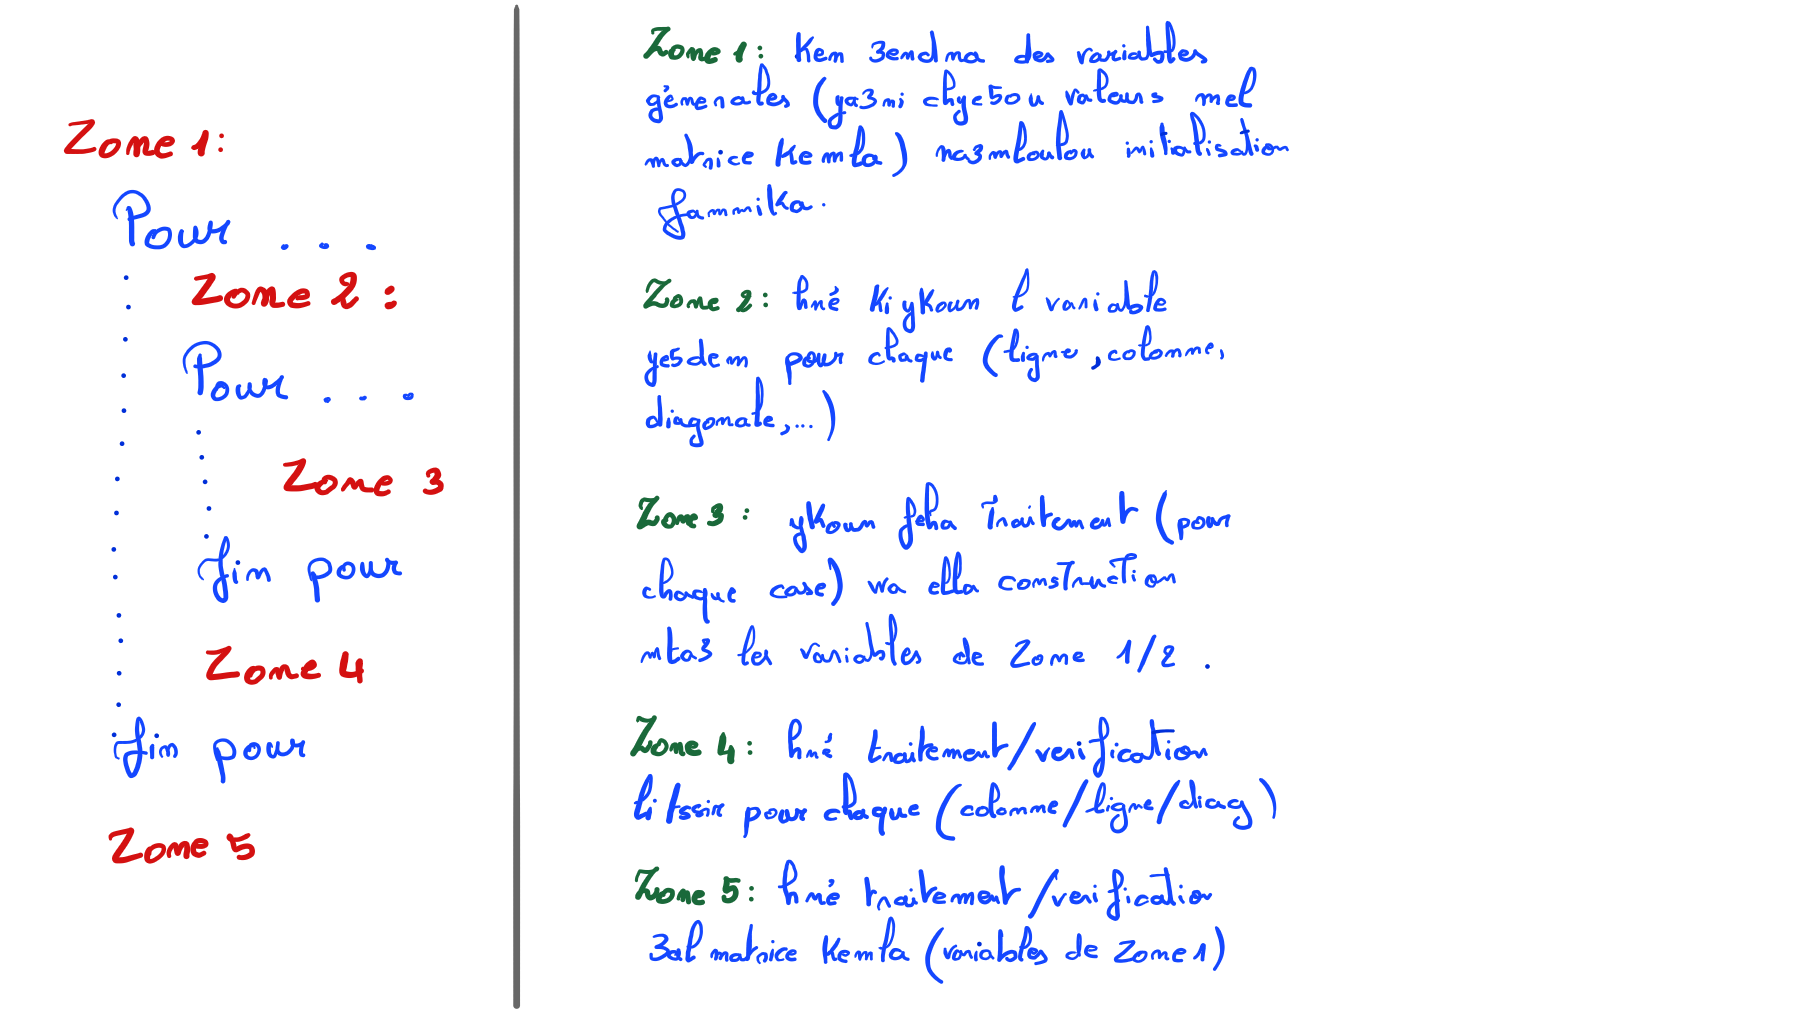 Zone 1:
Pour ...
Zone 2 :
Pour ...
Zone 3
fin pour
Zone 4
fin pour
Zone 5
Zone 1: Ken 3endna des variables
génerales (ya3ni chye5ou valeurs mel
matrice Kemla) na3mloulou initialisation
fammika.
Zone 2: hné Ki ykoun l variable
ye5dem pour chaque (ligne, colonne,
diagonale,...)
Zone 3 : ykoun feha Traitement (pour
chaque case) wa ella construction
mta3 les variables de Zone 1/2 .
Zone 4: hné traitement/verification
li tssir pour chaque (colonne/ligne/diag)
Zone 5: hné traitement/verification
3al matrice Kemla (variables de Zone 1)